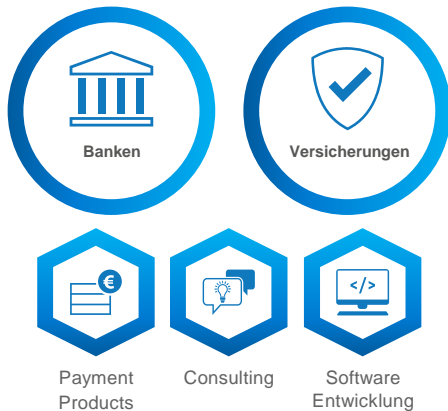 Banken
Versicherungen
€
</>
Payment
Products
Consulting
Software
Entwicklung